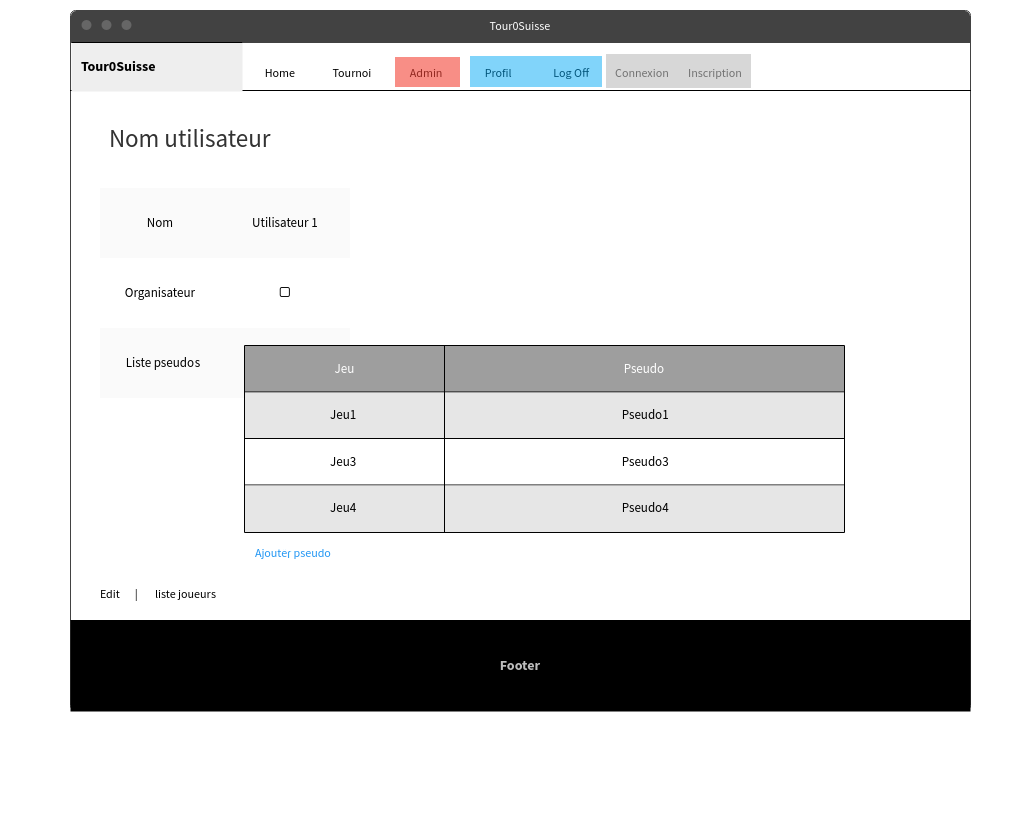 Tour0Suisse
Tour0Suisse
Home Tournoi Admin Profil Log Off Connexion Inscription
Nom utilisateur
Nom Utilisateur 1
Organisateur
Liste pseudos
Jeu Pseudo
Jeu1 Pseudo1
Jeu3 Pseudo3
Jeu4 Pseudo4
Ajouter pseudo
Edit | liste joueurs
Footer